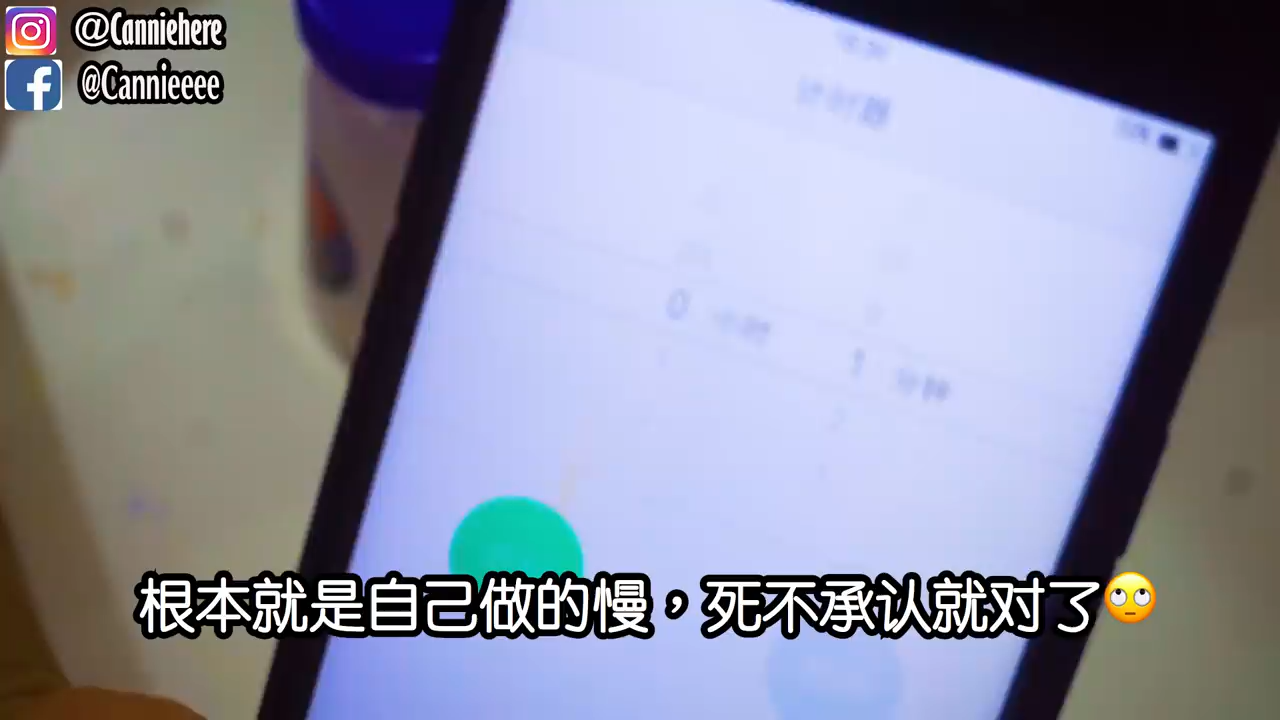 @Canniehere
@Cannieeee
计时器
0 小时
1 分钟
根本就是自己做的慢，死不承认就对了🙄